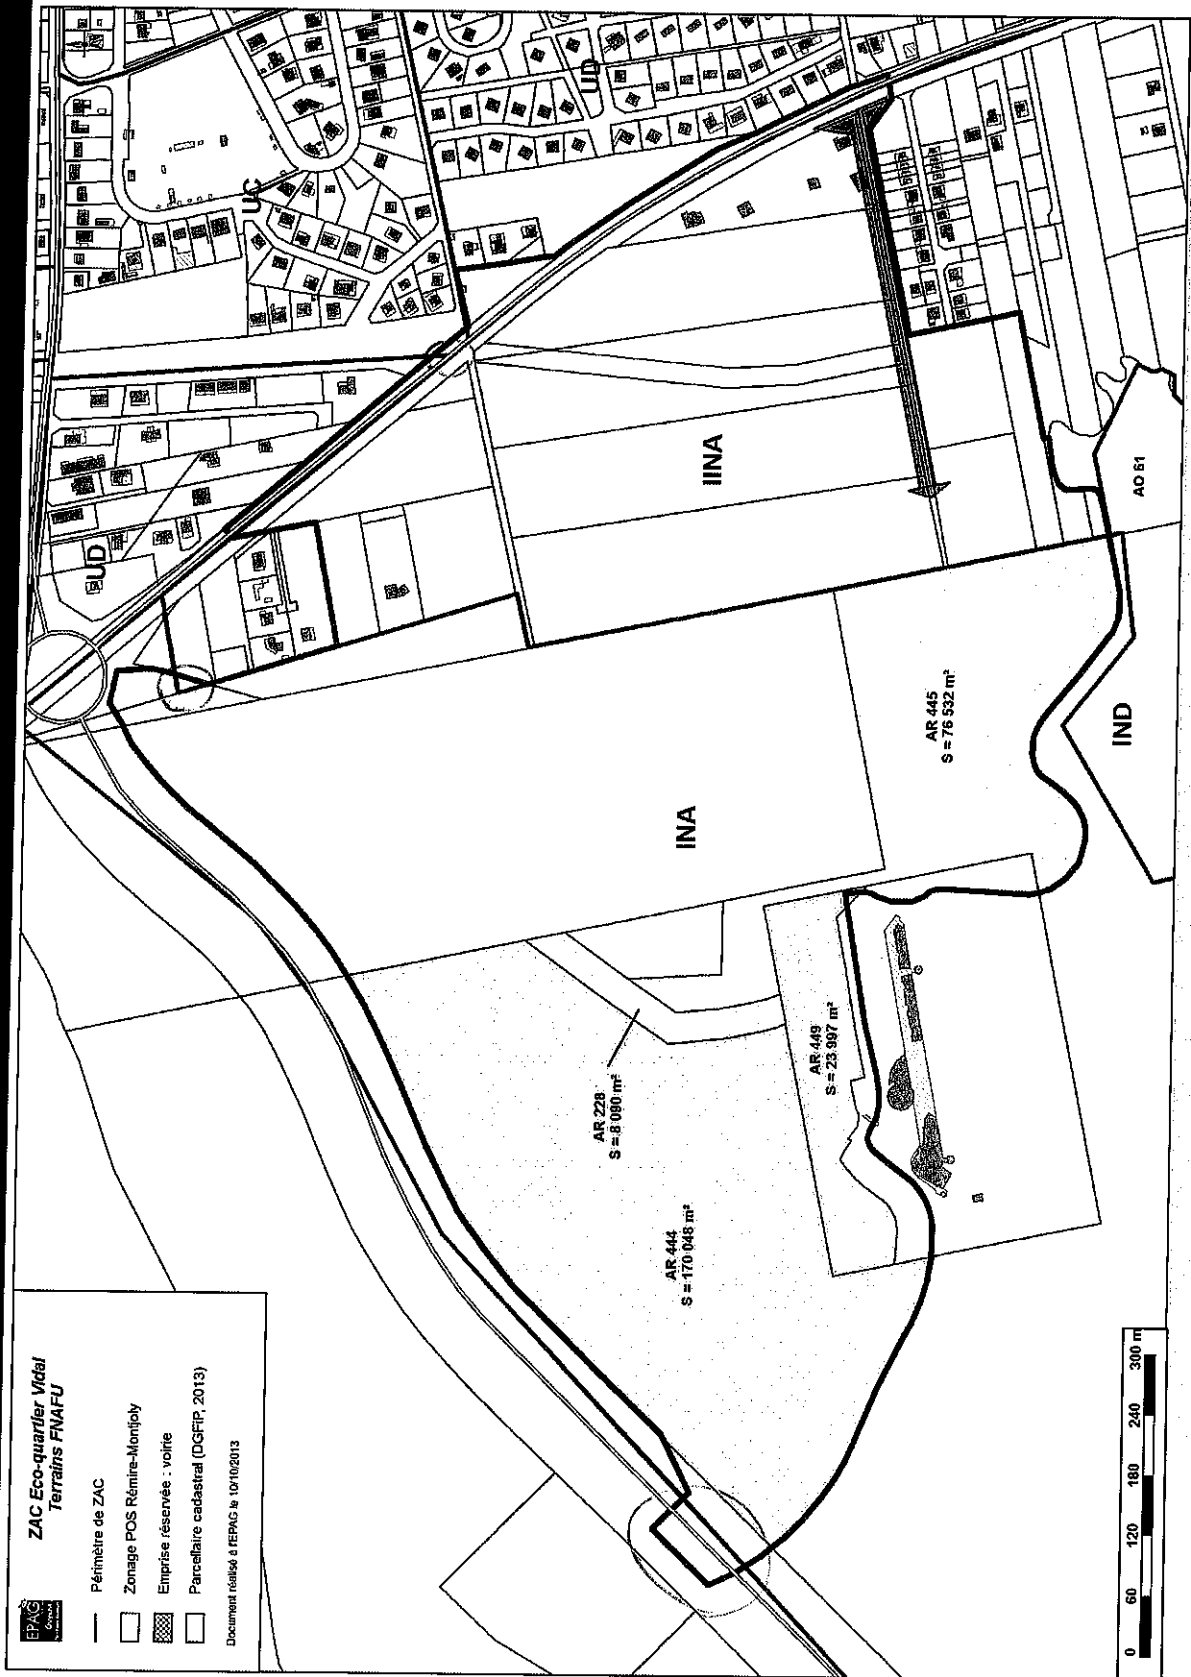 ZAC Eco-quartier Vidal
Terrains FNAFU
EPAG
Périmètre de ZAC
Zonage POS Rémire-Montjoly
Emprise réservée : voirie
Parcellaire cadastral (DGFiP, 2013)
Document réalisé à l'EPAG le 10/10/2013
UD
UC
UD
IINA
INA
IND
AO 61
AR 445
S = 76 532 m²
AR 449
S = 23 997 m²
AR 228
S = 8 090 m²
AR 444
S = 170 048 m²
0 60 120 180 240 300 m